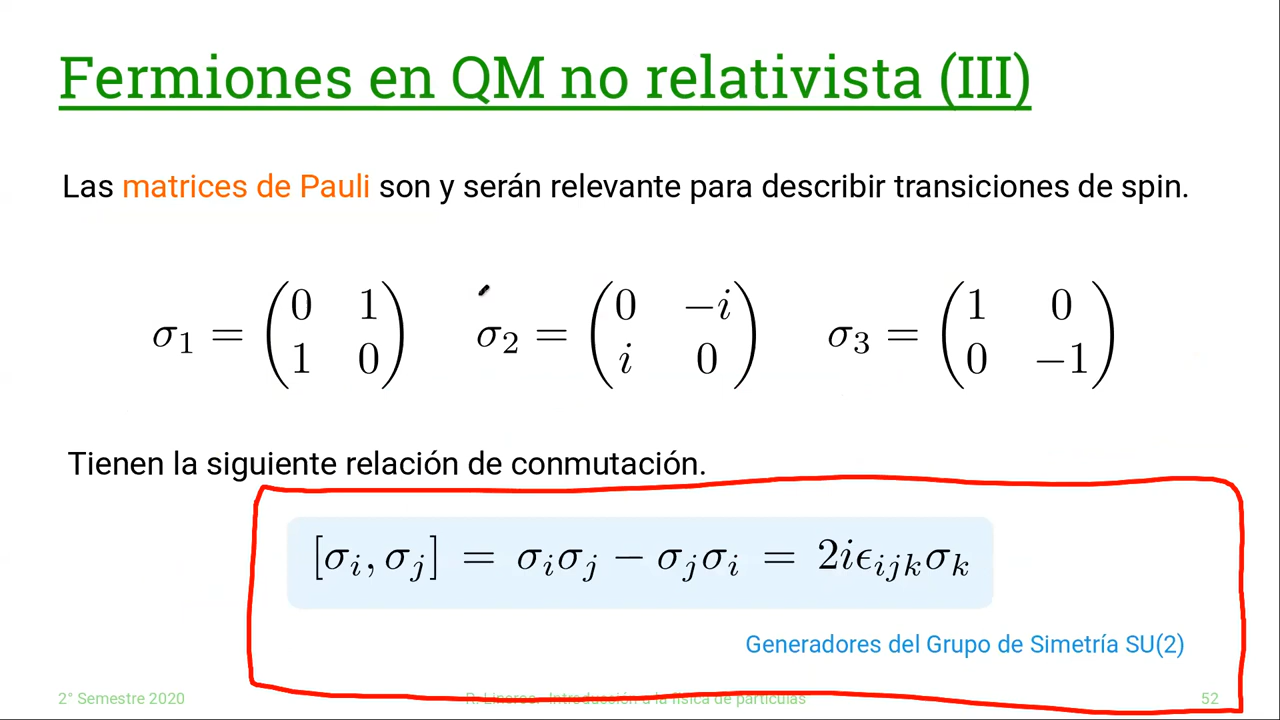 Fermiones en QM no relativista (III)
Las matrices de Pauli son y serán relevante para describir transiciones de spin.
σ₁ = (0 1; 1 0) σ₂ = (0 −i; i 0) σ₃ = (1 0; 0 −1)
Tienen la siguiente relación de conmutación.
[σᵢ, σⱼ] = σᵢσⱼ − σⱼσᵢ = 2iϵᵢⱼₖσₖ
Generadores del Grupo de Simetría SU(2)
2° Semestre 2020 R. Lineros - Introducción a la física de partículas 52